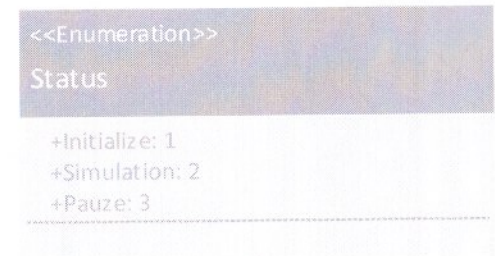 <<Enumeration>>
Status
+Initialize: 1
+Simulation: 2
+Pauze: 3